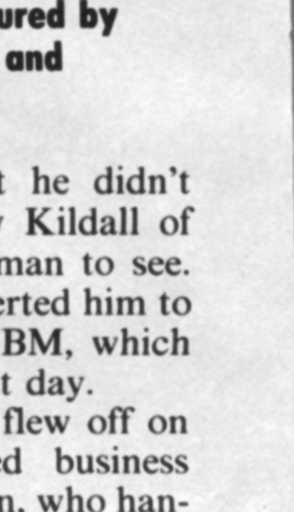 ured by
and
t he didn't
y Kildall of
man to see.
erted him to
BM, which
t day.
flew off on
ed business
n, who han-